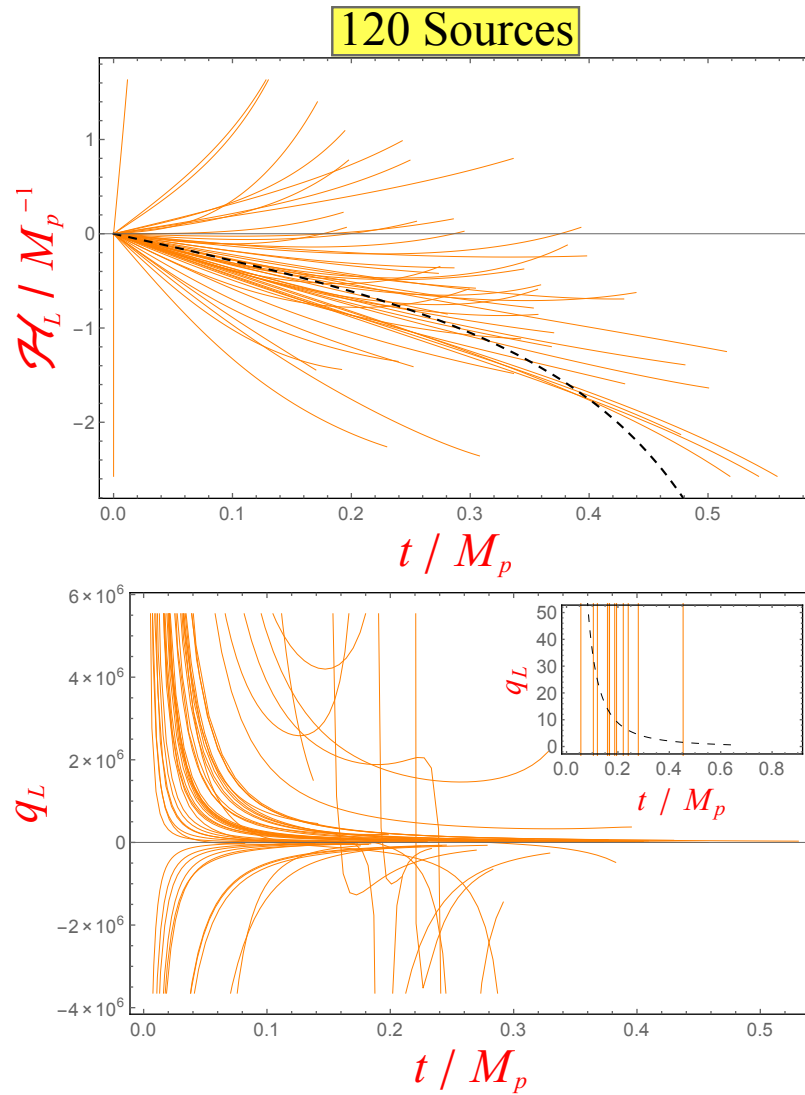 120 Sources
ℋ_L / M_p^{-1}
1
0
-1
-2
0.0 0.1 0.2 0.3 0.4 0.5
t / M_p
q_L
6 × 10^6
4 × 10^6
2 × 10^6
0
-2 × 10^6
-4 × 10^6
0.0 0.1 0.2 0.3 0.4 0.5
t / M_p
q_L
50
40
30
20
10
0
0.0 0.2 0.4 0.6 0.8
t / M_p